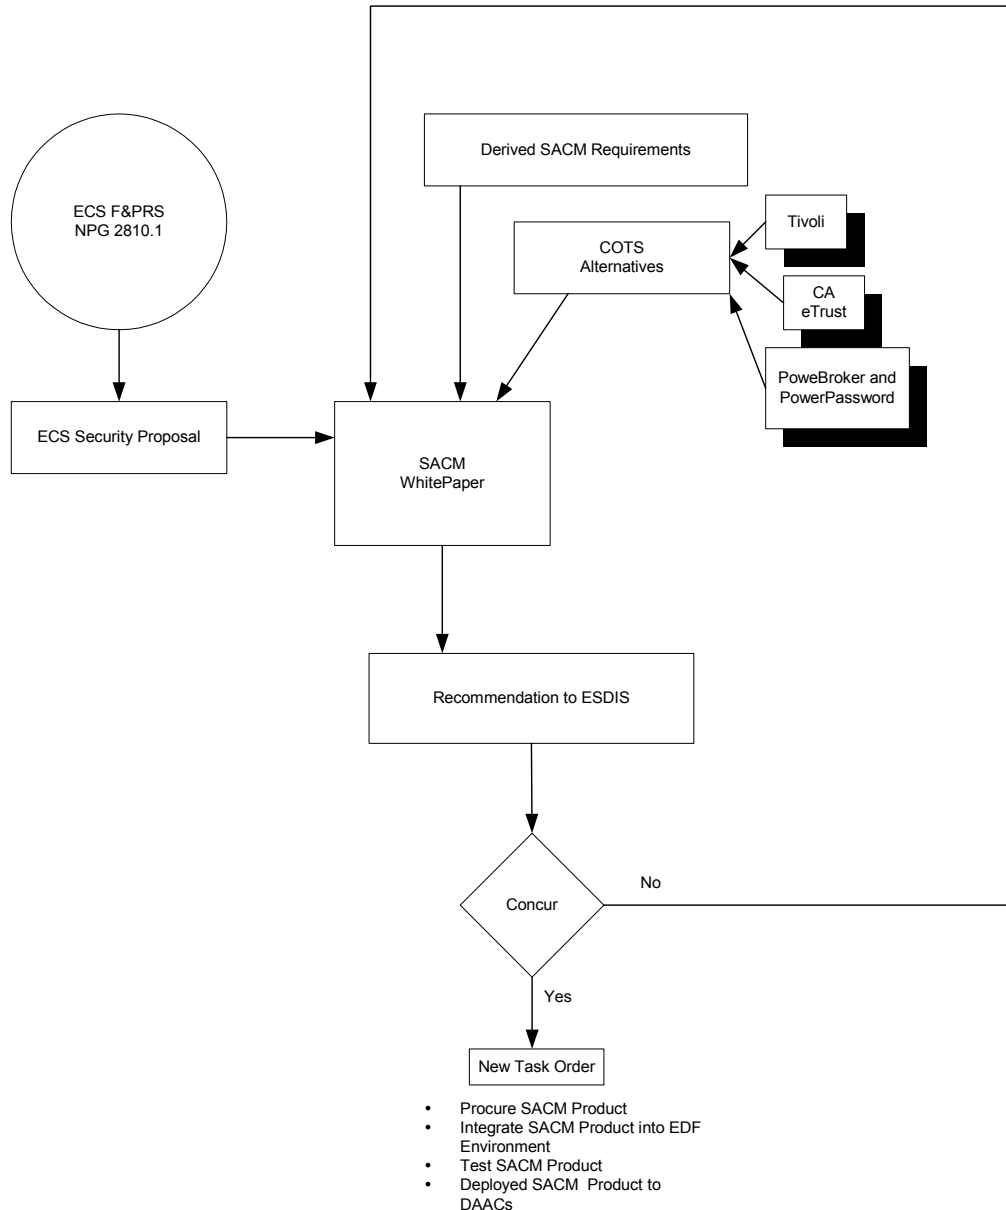 Derived SACM Requirements
ECS F&PRS
NPG 2810.1
Tivoli
COTS
Alternatives
CA
eTrust
PoweBroker and
PowerPassword
ECS Security Proposal
SACM
WhitePaper
Recommendation to ESDIS
Concur
No
Yes
New Task Order
• Procure SACM Product
• Integrate SACM Product into EDF
Environment
• Test SACM Product
• Deployed SACM Product to
DAACs